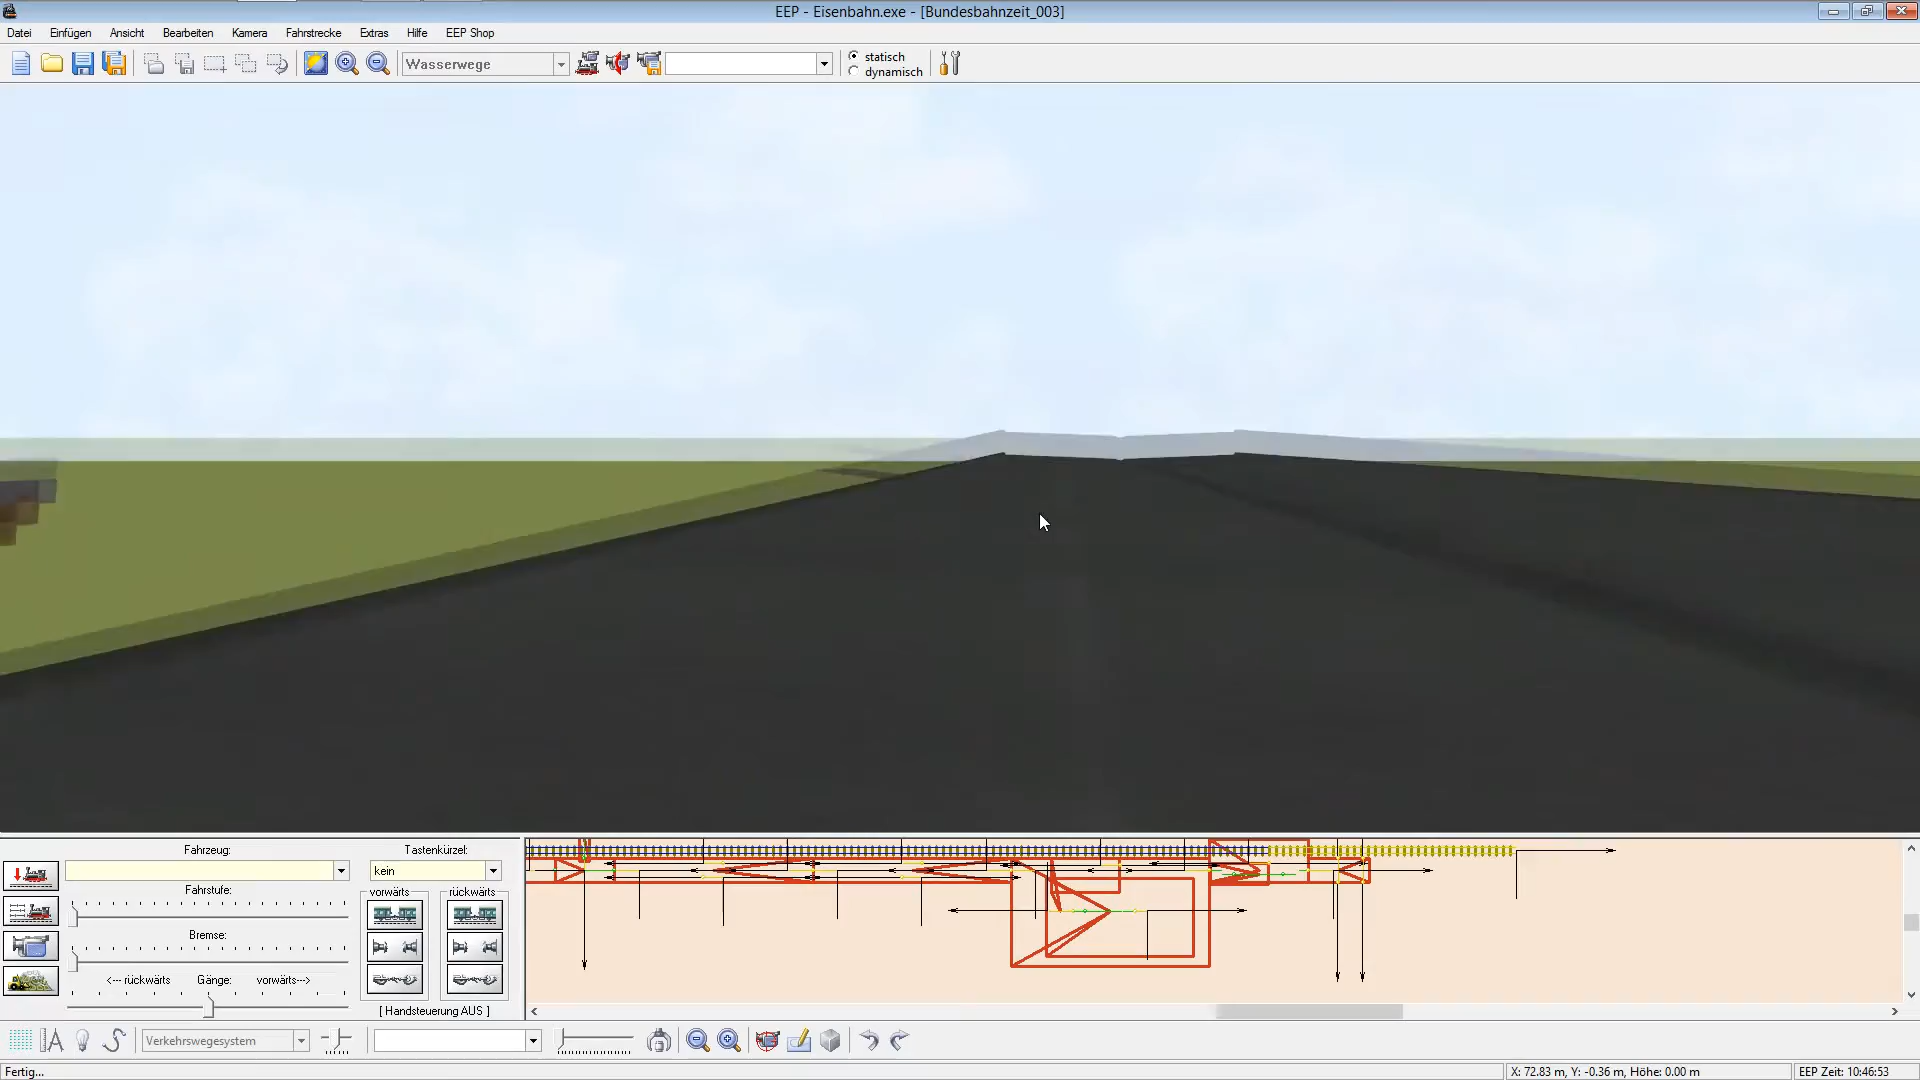 EEP - Eisenbahn.exe - [Bundesbahnzeit_003]
Datei Einfügen Ansicht Bearbeiten Kamera Fahrstrecke Extras Hilfe EEP Shop
Wasserwege
statisch
dynamisch
Fahrzeug:
Tastenkürzel:
kein
Fahrstufe:
vorwärts
rückwärts
Bremse:
<--- rückwärts Gänge: vorwärts--->
[ Handsteuerung AUS ]
Verkehrswegesystem
Fertig...
X: 72.83 m, Y: -0.36 m, Höhe: 0.00 m
EEP Zeit: 10:46:53